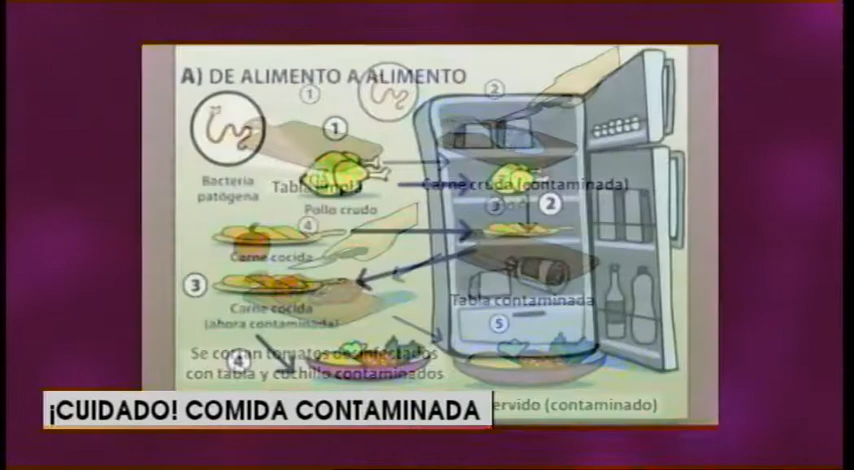 A) DE ALIMENTO A ALIMENTO
1
2
1
Bacteria
patógena
Tabla
Carne cruda (contaminada)
Pollo crudo
3
2
4
Carne cocida
3
Carne cocida
(ahora contaminada)
Tabla contaminada
5
Se cortan tomates desinfectados
con tabla y cuchillo contaminados
4
ervido (contaminado)
¡CUIDADO! COMIDA CONTAMINADA